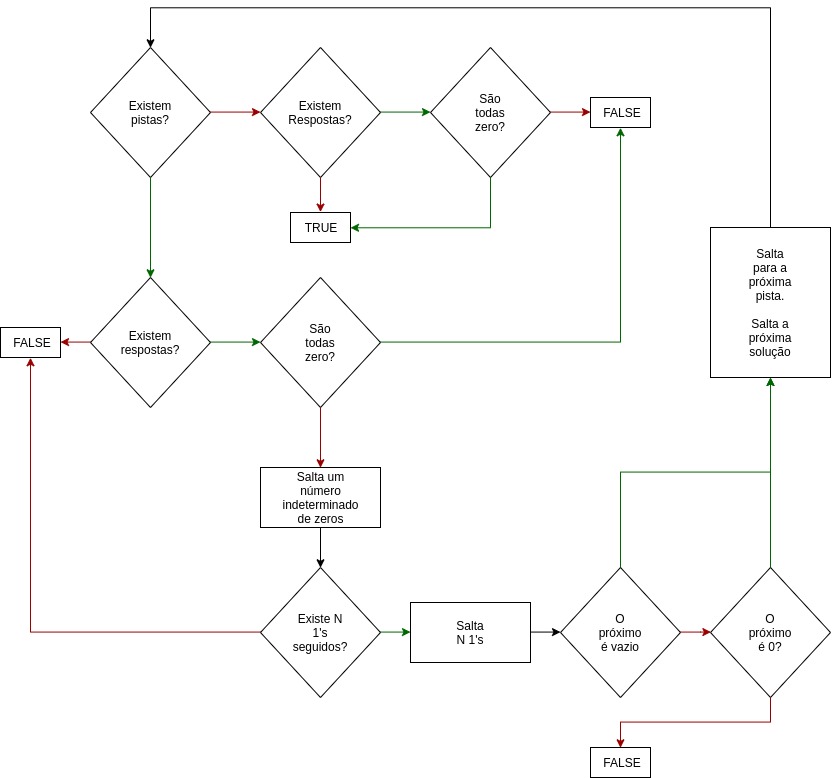 Existem
pistas?
Existem
Respostas?
São
todas
zero?
FALSE
TRUE
Salta
para a
próxima
pista.
Salta a
próxima
solução
FALSE
Existem
respostas?
São
todas
zero?
Salta um
número
indeterminado
de zeros
Existe N
1's
seguidos?
Salta
N 1's
O
próximo
é vazio
O
próximo
é 0?
FALSE